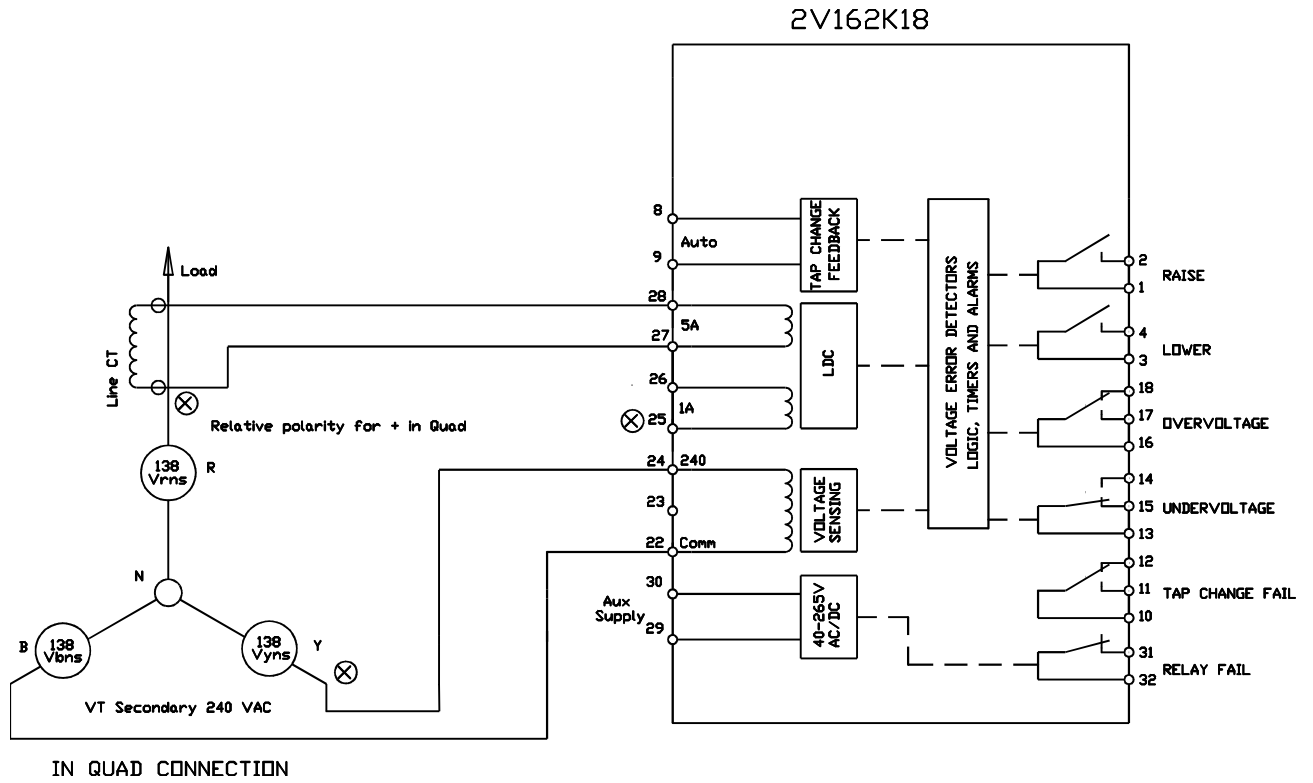 2V162K18
8
Auto
9
TAP CHANGE
FEEDBACK
Load
28
5A
27
Line CT
26
1A
25
LDC
Relative polarity for + in Quad
138
Vrns
R
24
240
23
22
Comm
VOLTAGE
SENSING
N
30
Aux
Supply
29
40-265V
AC/DC
B
138
Vbns
138
Vyns
Y
VT Secondary 240 VAC
VOLTAGE ERROR DETECTORS
LOGIC, TIMERS AND ALARMS
2
1
RAISE
4
3
LOWER
18
17
16
OVERVOLTAGE
14
15
13
UNDERVOLTAGE
12
11
10
TAP CHANGE FAIL
31
32
RELAY FAIL
IN QUAD CONNECTION